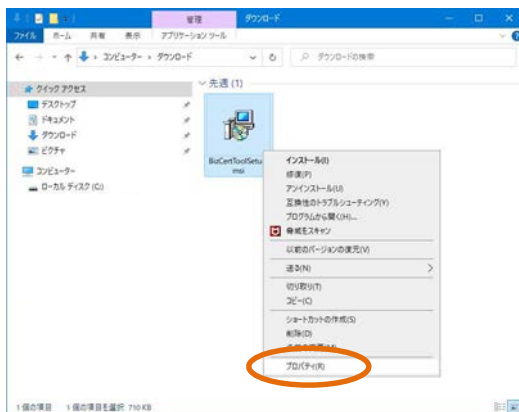 管理
ダウンロード
ファイル ホーム 共有 表示 アプリケーション ツール
コンピューター › ダウンロード
ダウンロードの検索
クイック アクセス
デスクトップ
ドキュメント
ダウンロード
ピクチャ
コンピューター
ローカル ディスク (C:)
先週 (1)
BizCertToolSetu
msi
インストール(I)
修復(P)
アンインストール(U)
互換性のトラブルシューティング(Y)
プログラムから開く(H)...
脅威をスキャン
以前のバージョンの復元(V)
送る(N)
切り取り(T)
コピー(C)
ショートカットの作成(S)
削除(D)
プロパティ(R)
1 個の項目 1 個の項目を選択 710 KB